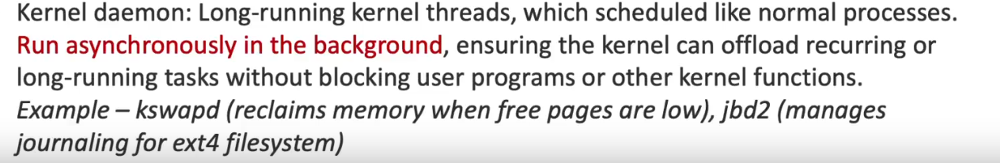 Kernel daemon: Long-running kernel threads, which scheduled like normal processes.
Run asynchronously in the background, ensuring the kernel can offload recurring or
long-running tasks without blocking user programs or other kernel functions.
Example – kswapd (reclaims memory when free pages are low), jbd2 (manages
journaling for ext4 filesystem)